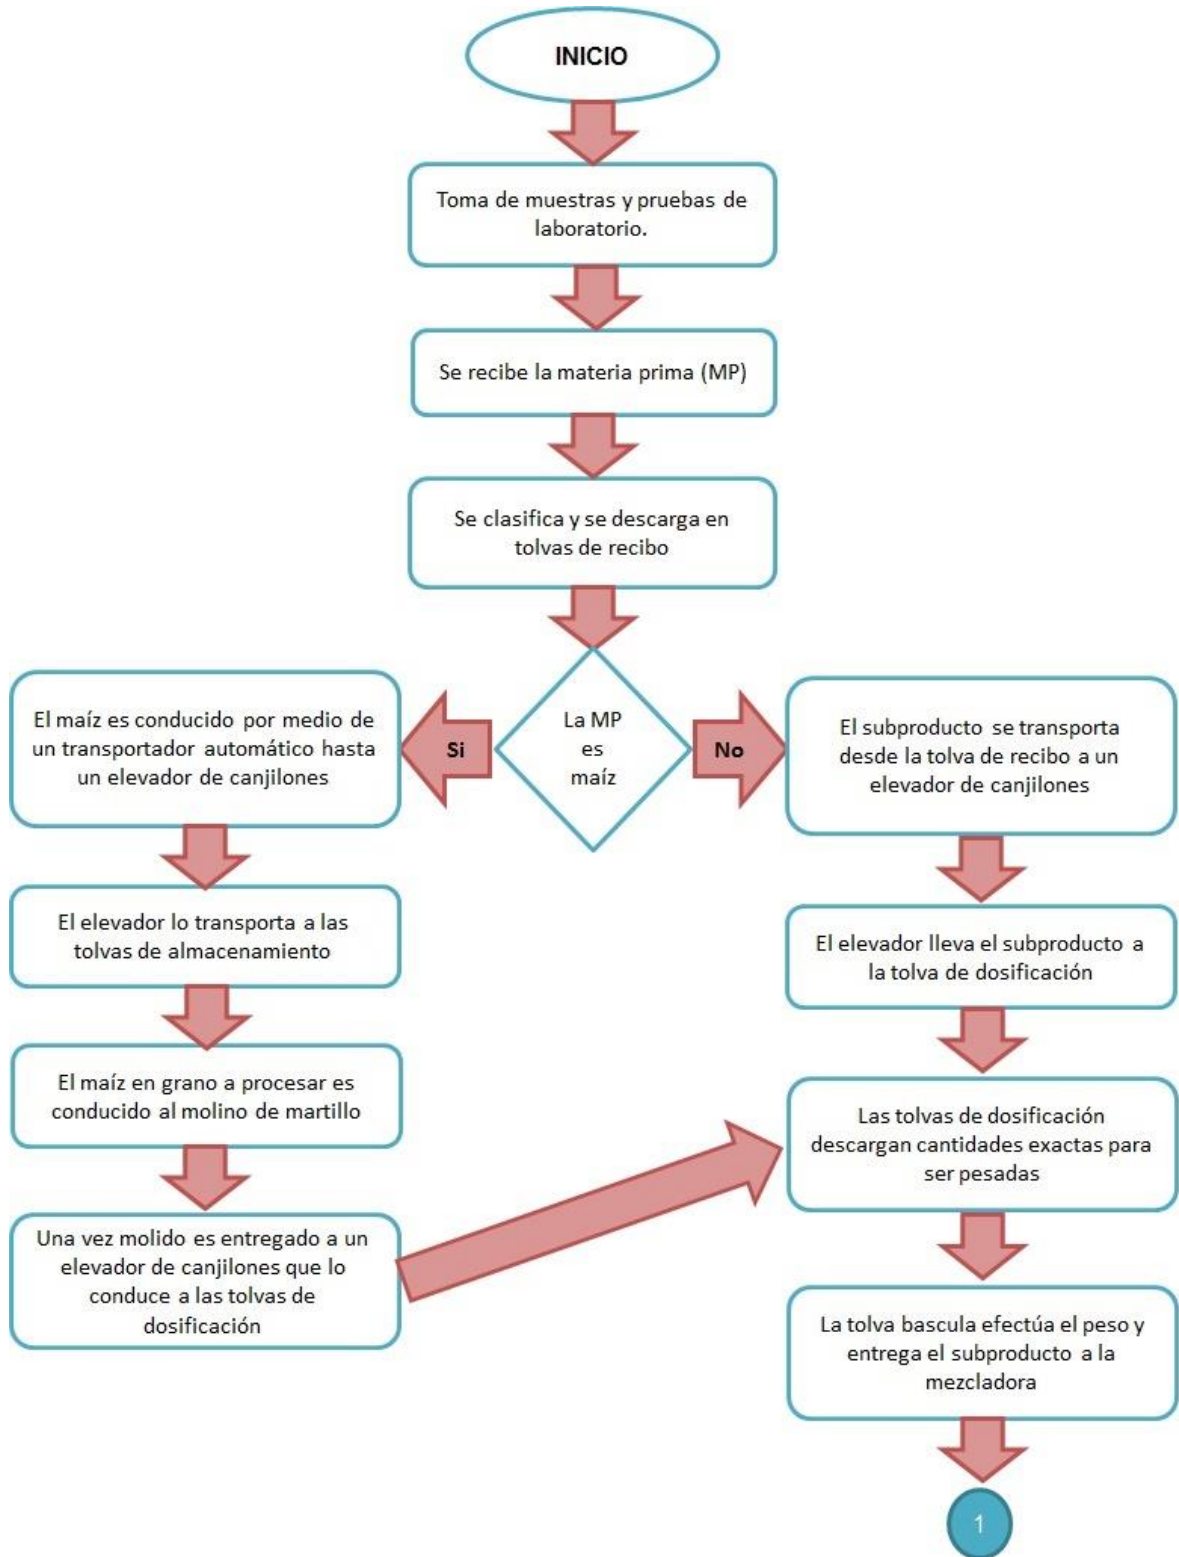 INICIO
Toma de muestras y pruebas de
laboratorio.
Se recibe la materia prima (MP)
Se clasifica y se descarga en
tolvas de recibo
La MP
es
maíz
Si
No
El maíz es conducido por medio de
un transportador automático hasta
un elevador de canjilones
El elevador lo transporta a las
tolvas de almacenamiento
El maíz en grano a procesar es
conducido al molino de martillo
Una vez molido es entregado a un
elevador de canjilones que lo
conduce a las tolvas de
dosificación
El subproducto se transporta
desde la tolva de recibo a un
elevador de canjilones
El elevador lleva el subproducto a
la tolva de dosificación
Las tolvas de dosificación
descargan cantidades exactas para
ser pesadas
La tolva bascula efectúa el peso y
entrega el subproducto a la
mezcladora
1